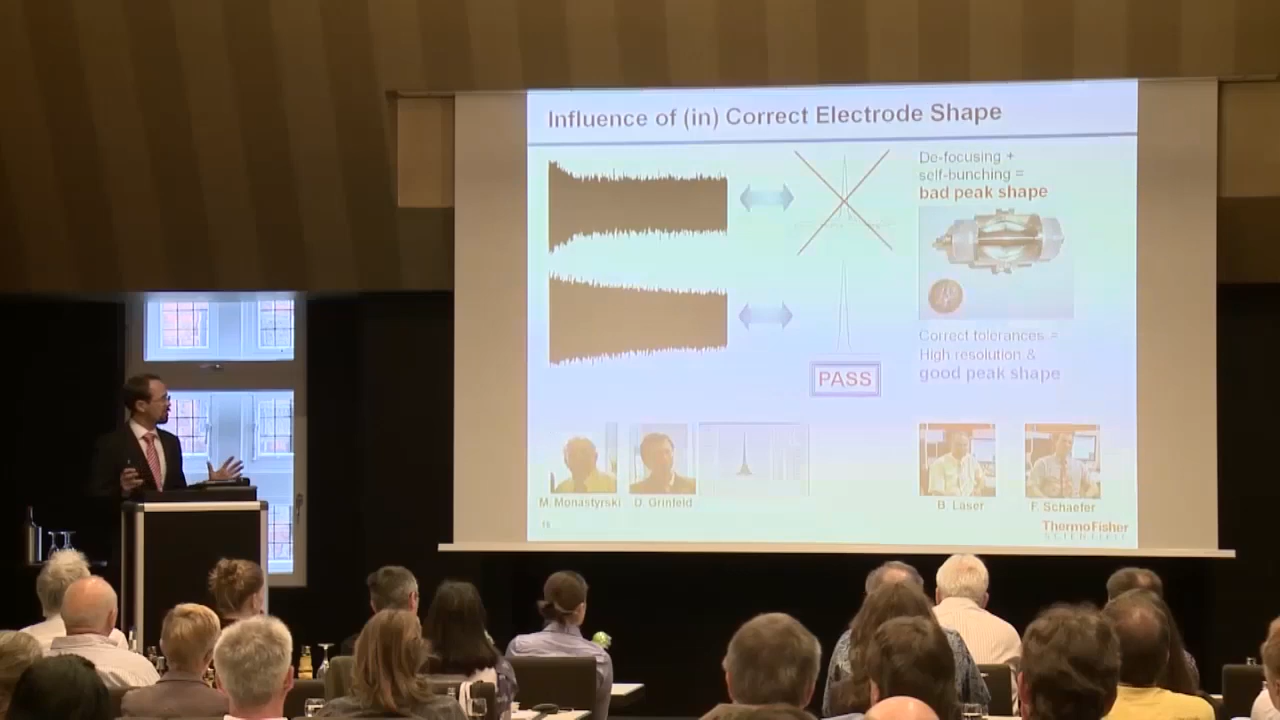 Influence of (in) Correct Electrode Shape
De-focusing +
self-bunching =
bad peak shape
Correct tolerances =
High resolution &
good peak shape
PASS
M. Monastyrski
D. Grinfeld
B. Laser
F. Schaefer
ThermoFisher
SCIENTIFIC